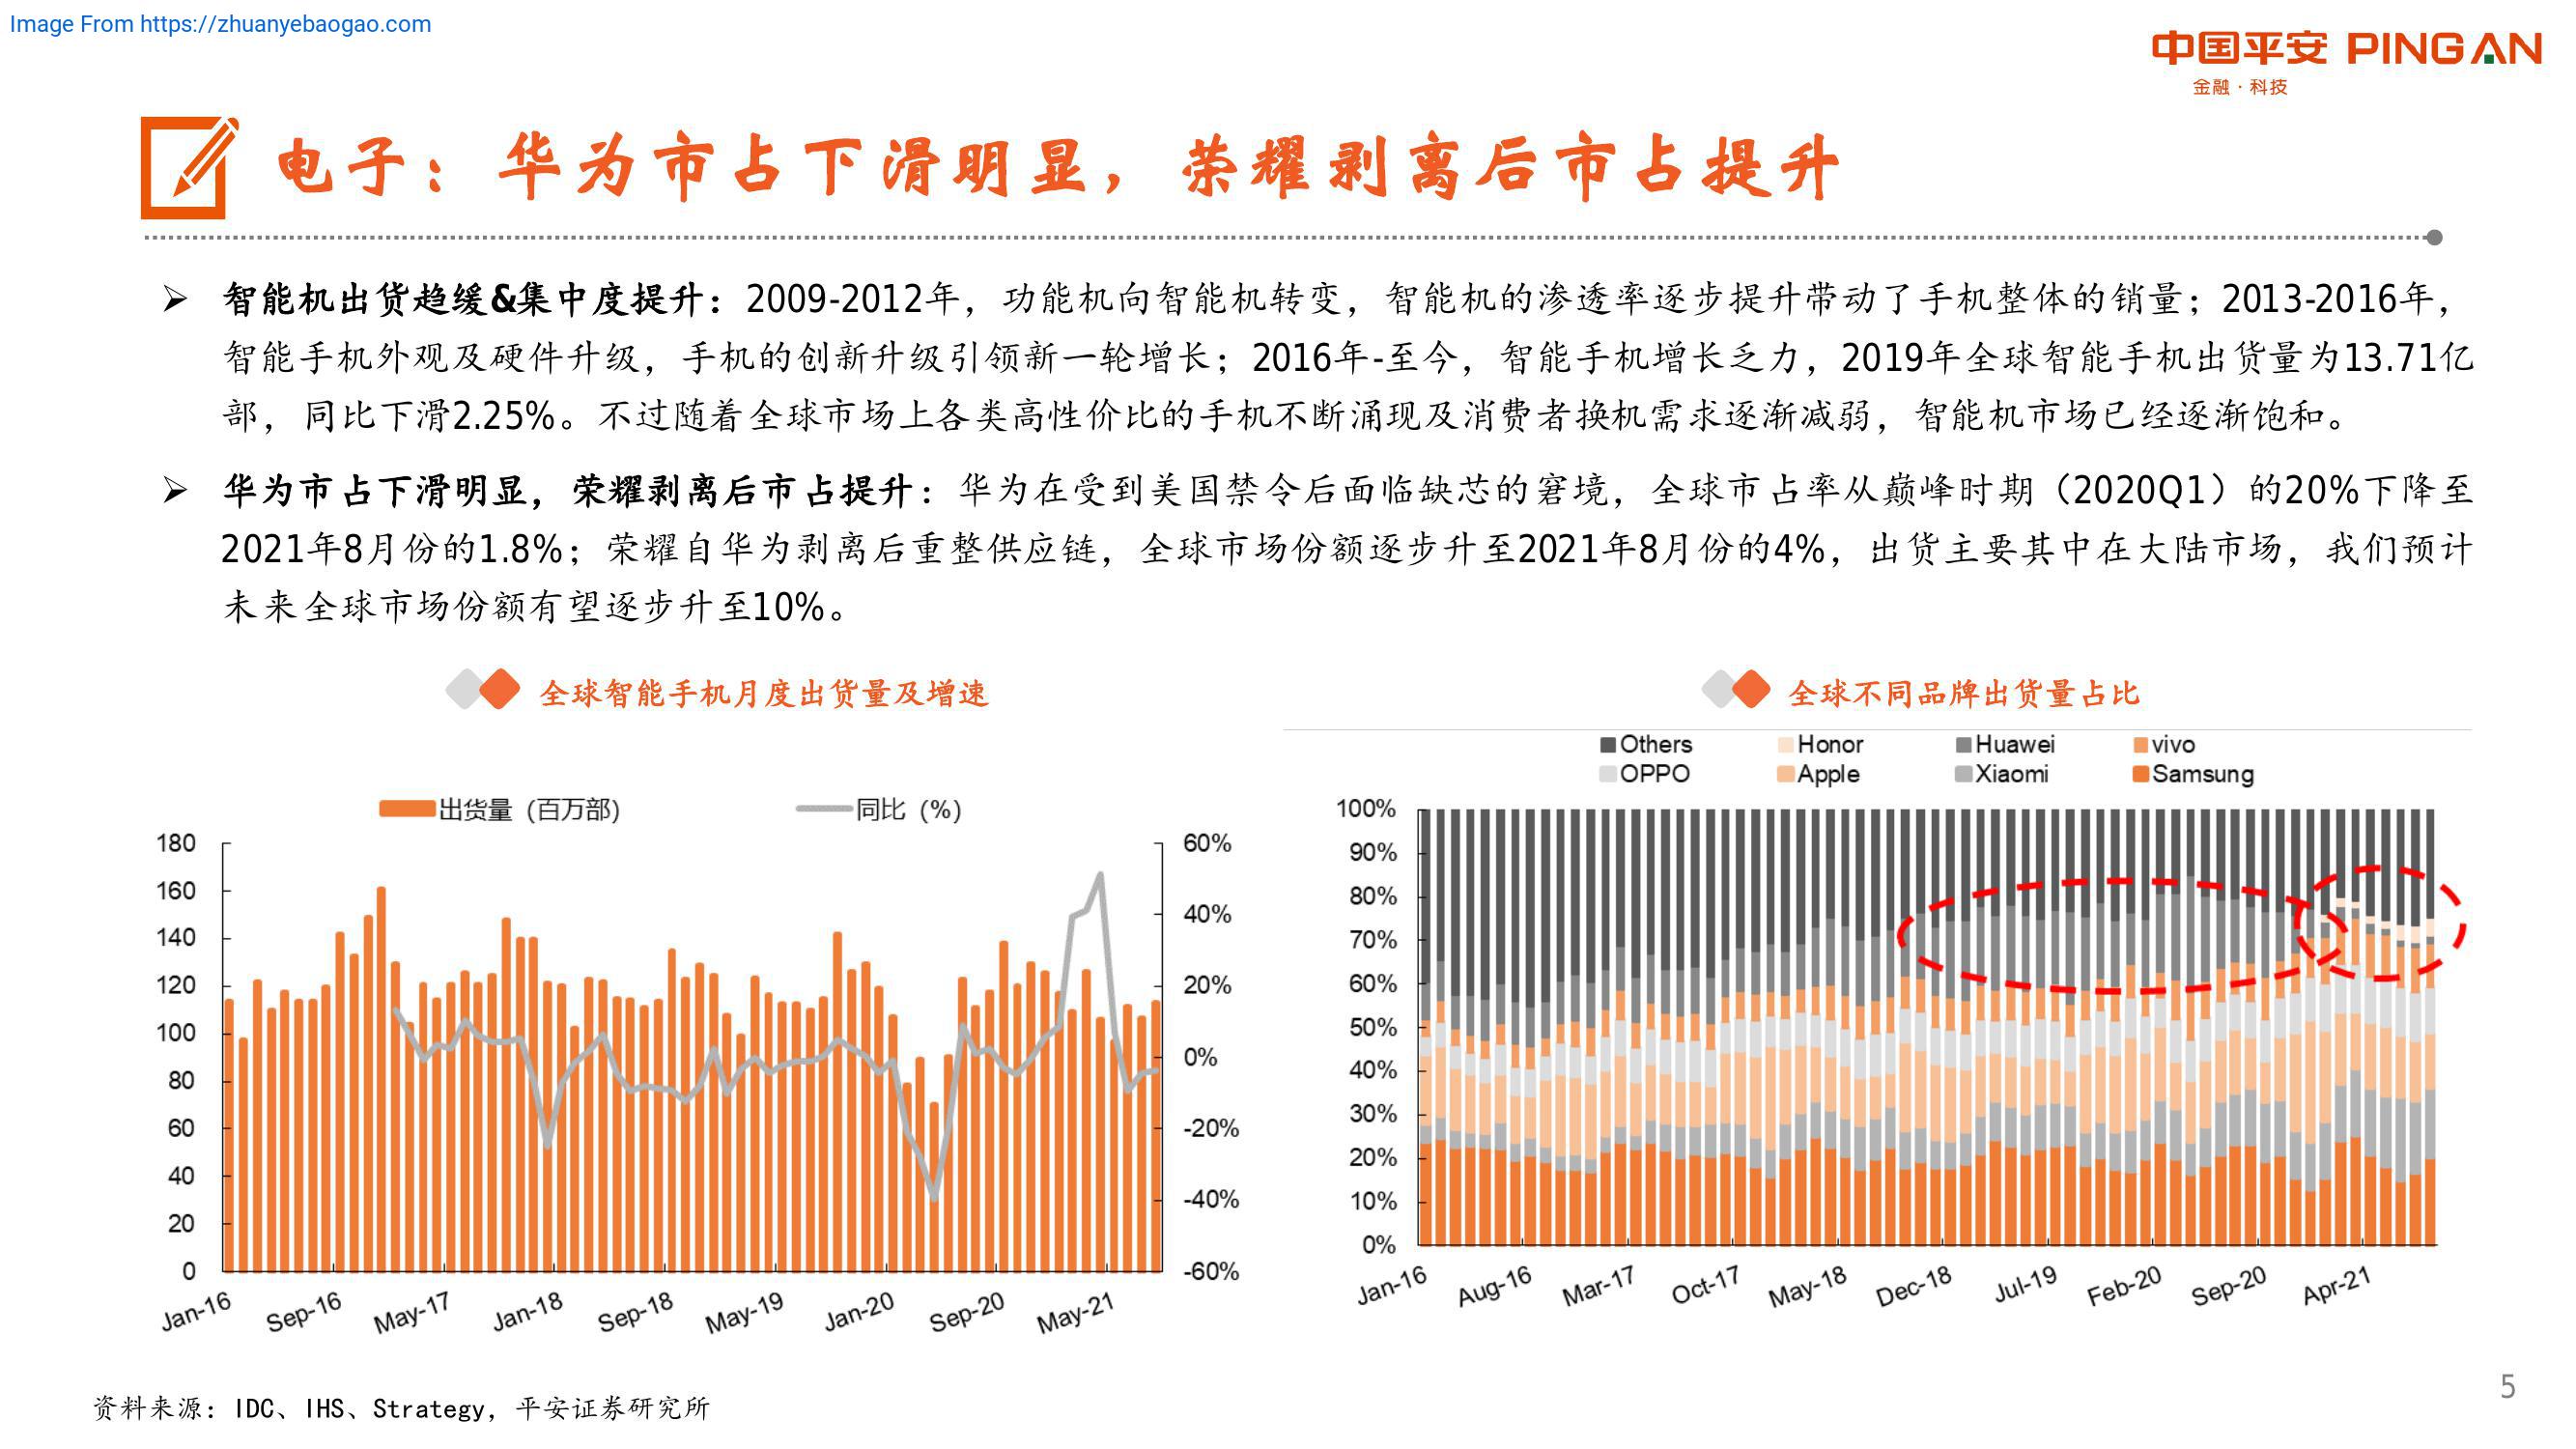 Image From https://zhuanyebaogao.com
中国平安 PINGAN
金融·科技
电子：华为市占下滑明显，荣耀剥离后市占提升
智能机出货趋缓&集中度提升：2009-2012年，功能机向智能机转变，智能机的渗透率逐步提升带动了手机整体的销量；2013-2016年，
智能手机外观及硬件升级，手机的创新升级引领新一轮增长；2016年-至今，智能手机增长乏力，2019年全球智能手机出货量为13.71亿
部，同比下滑2.25%。不过随着全球市场上各类高性价比的手机不断涌现及消费者换机需求逐渐减弱，智能机市场已经逐渐饱和。
华为市占下滑明显，荣耀剥离后市占提升：华为在受到美国禁令后面临缺芯的窘境，全球市占率从巅峰时期（2020Q1）的20%下降至
2021年8月份的1.8%；荣耀自华为剥离后重整供应链，全球市场份额逐步升至2021年8月份的4%，出货主要其中在大陆市场，我们预计
未来全球市场份额有望逐步升至10%。
全球智能手机月度出货量及增速
出货量（百万部） 同比（%）
180
160
140
120
100
80
60
40
20
0
60%
40%
20%
0%
-20%
-40%
-60%
Jan-16 Sep-16 May-17 Jan-18 Sep-18 May-19 Jan-20 Sep-20 May-21
全球不同品牌出货量占比
Others Honor Huawei vivo
OPPO Apple Xiaomi Samsung
100%
90%
80%
70%
60%
50%
40%
30%
20%
10%
0%
Jan-16 Aug-16 Mar-17 Oct-17 May-18 Dec-18 Jul-19 Feb-20 Sep-20 Apr-21
资料来源：IDC、IHS、Strategy，平安证券研究所
5